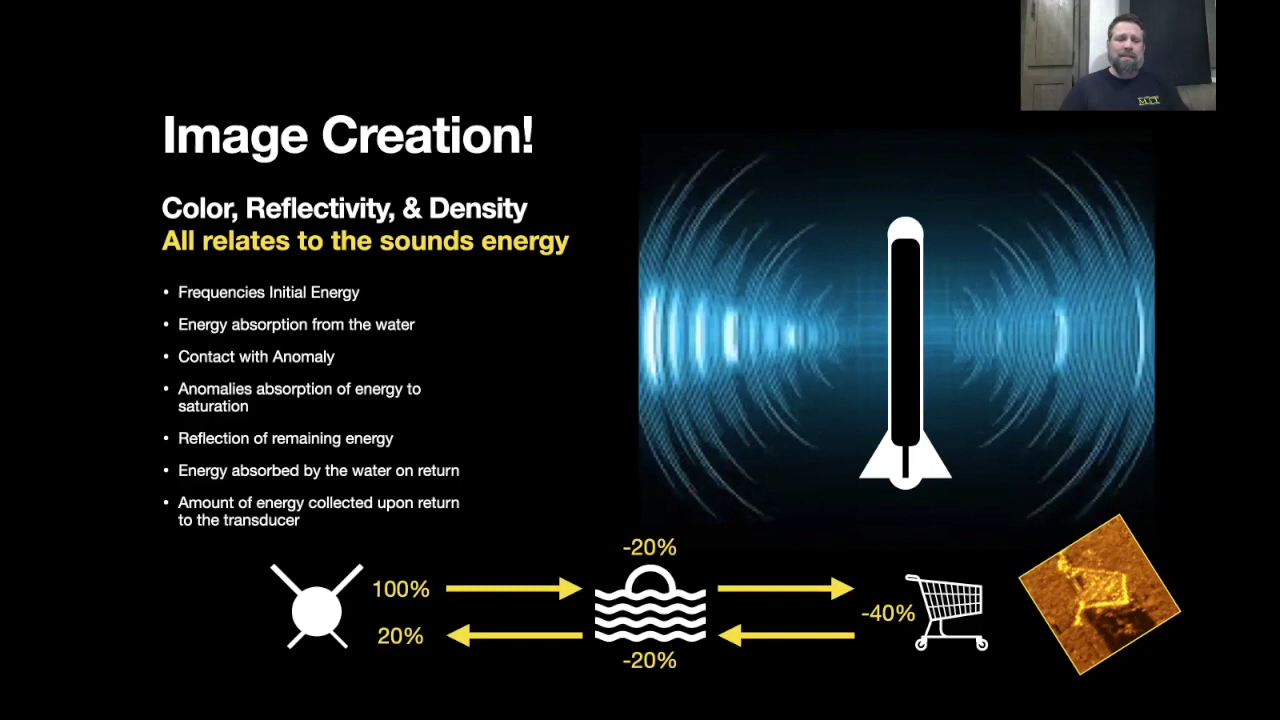 Image Creation!
Color, Reflectivity, & Density
All relates to the sounds energy
• Frequencies Initial Energy
• Energy absorption from the water
• Contact with Anomaly
• Anomalies absorption of energy to
saturation
• Reflection of remaining energy
• Energy absorbed by the water on return
• Amount of energy collected upon return
to the transducer
-20%
100%
-40%
20%
-20%